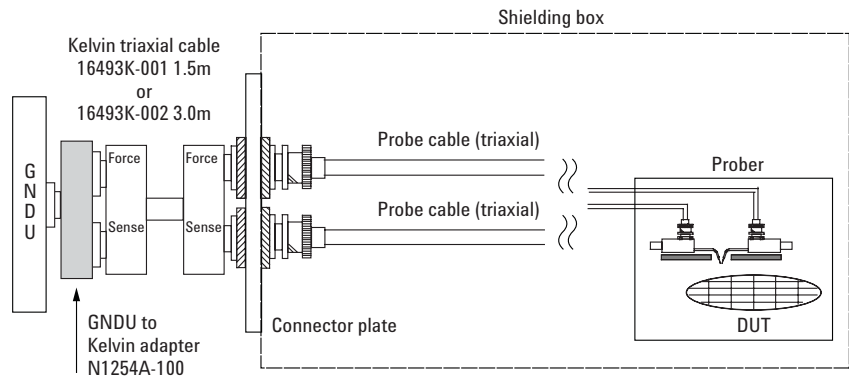 Shielding box
Kelvin triaxial cable
16493K-001 1.5m
or
16493K-002 3.0m
GNDU
Force
Sense
Force
Sense
Probe cable (triaxial)
Probe cable (triaxial)
Prober
DUT
Connector plate
GNDU to
Kelvin adapter
N1254A-100